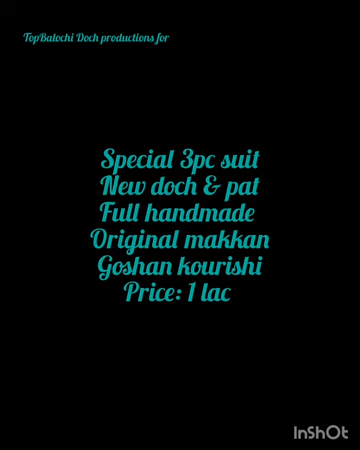 TopBalochi Doch productions for
Special 3pc suit
New doch & pat
Full handmade
Original makkan
Goshan kourishi
Price: 1 lac
InShOt